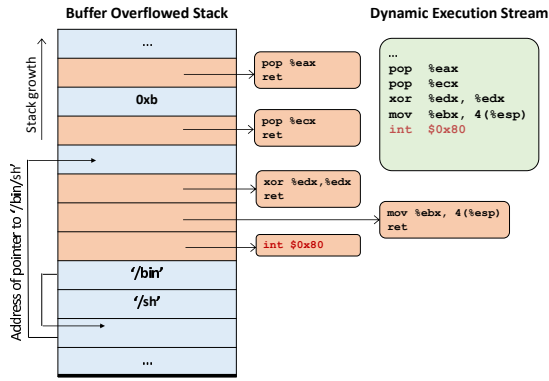 Buffer Overflowed Stack
Dynamic Execution Stream
Stack growth
Address of pointer to '/bin/sh'
...
0xb
'/bin'
'/sh'
...
pop %eax
ret
pop %ecx
ret
xor %edx,%edx
ret
mov %ebx, 4(%esp)
ret
int $0x80
...
pop %eax
pop %ecx
xor %edx, %edx
mov %ebx, 4(%esp)
int $0x80